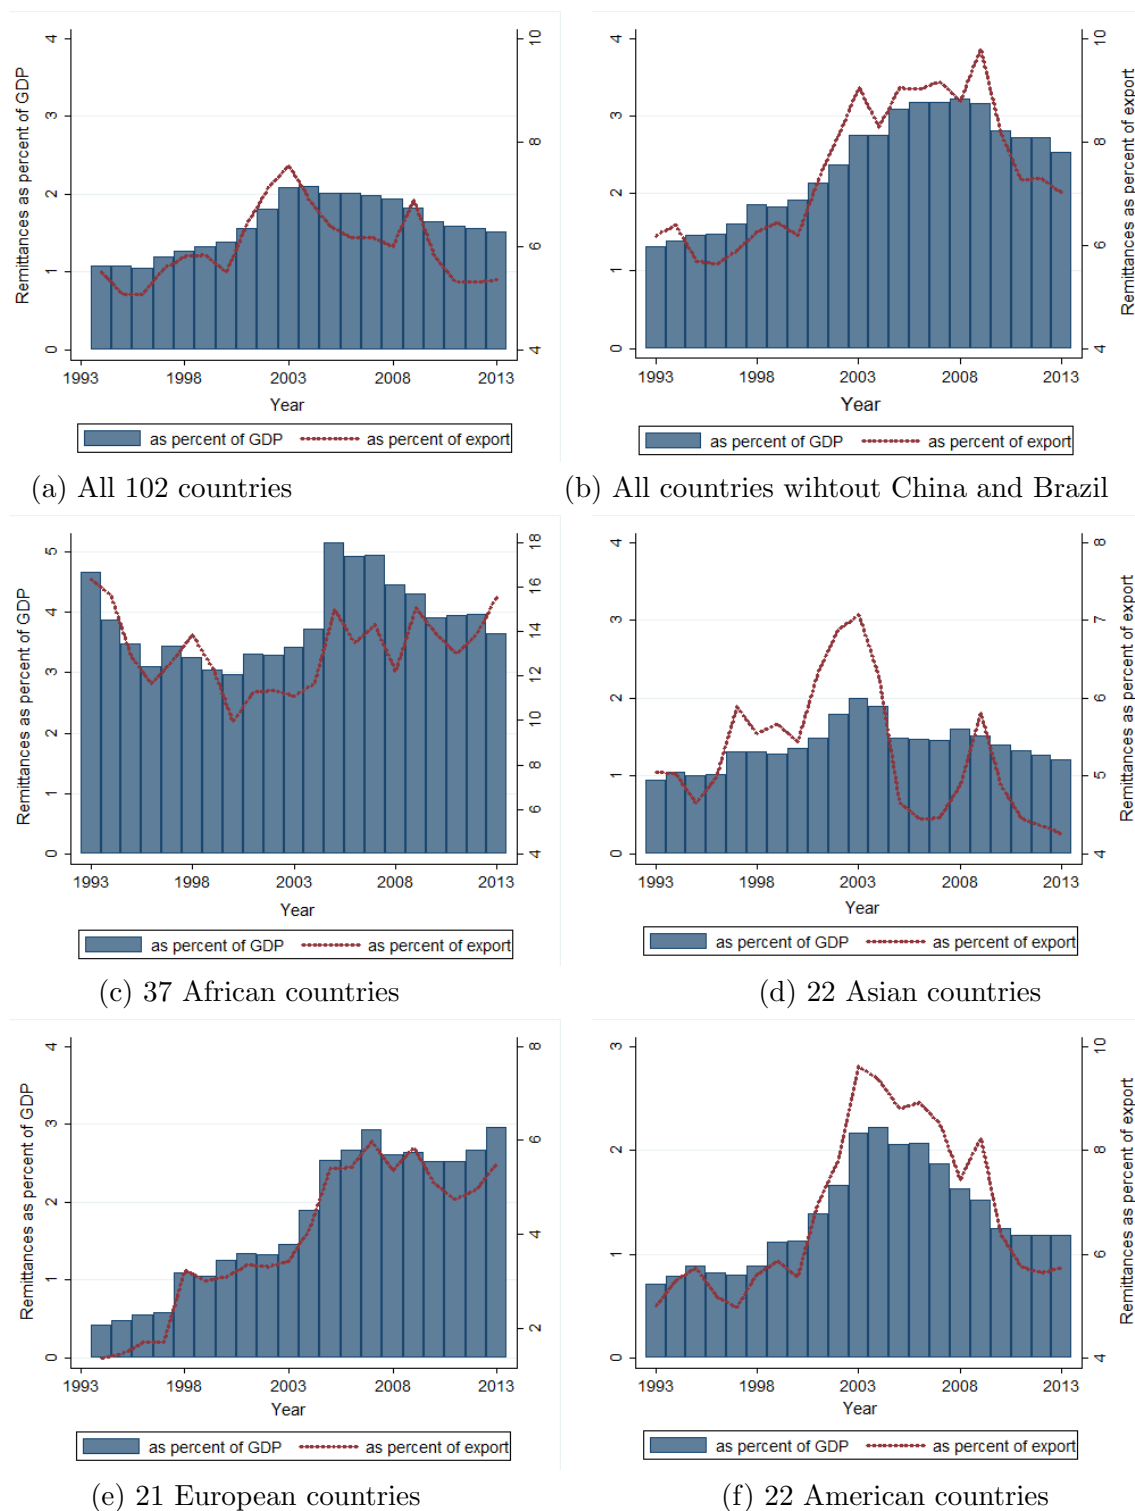 Remittances as percent of GDP
4
3
2
1
0
10
8
6
4
1993 1998 2003 2008 2013
Year
as percent of GDP as percent of export
(a) All 102 countries
4
3
2
1
0
10
8
6
4
Remittances as percent of export
1993 1998 2003 2008 2013
Year
as percent of GDP as percent of export
(b) All countries wihtout China and Brazil
Remittances as percent of GDP
5
4
3
2
1
0
18
16
14
12
10
8
6
4
1993 1998 2003 2008 2013
Year
as percent of GDP as percent of export
(c) 37 African countries
4
3
2
1
0
8
7
6
5
4
Remittances as percent of export
1993 1998 2003 2008 2013
Year
as percent of GDP as percent of export
(d) 22 Asian countries
Remittances as percent of GDP
4
3
2
1
0
8
6
4
2
1993 1998 2003 2008 2013
Year
as percent of GDP as percent of export
(e) 21 European countries
3
2
1
0
10
8
6
4
Remittances as percent of export
1993 1998 2003 2008 2013
Year
as percent of GDP as percent of export
(f) 22 American countries